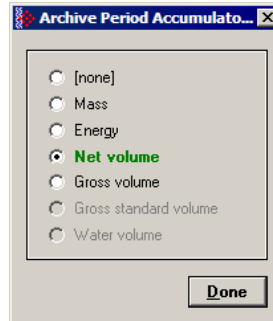 Archive Period Accumulato...
[none]
Mass
Energy
Net volume
Gross volume
Gross standard volume
Water volume
Done